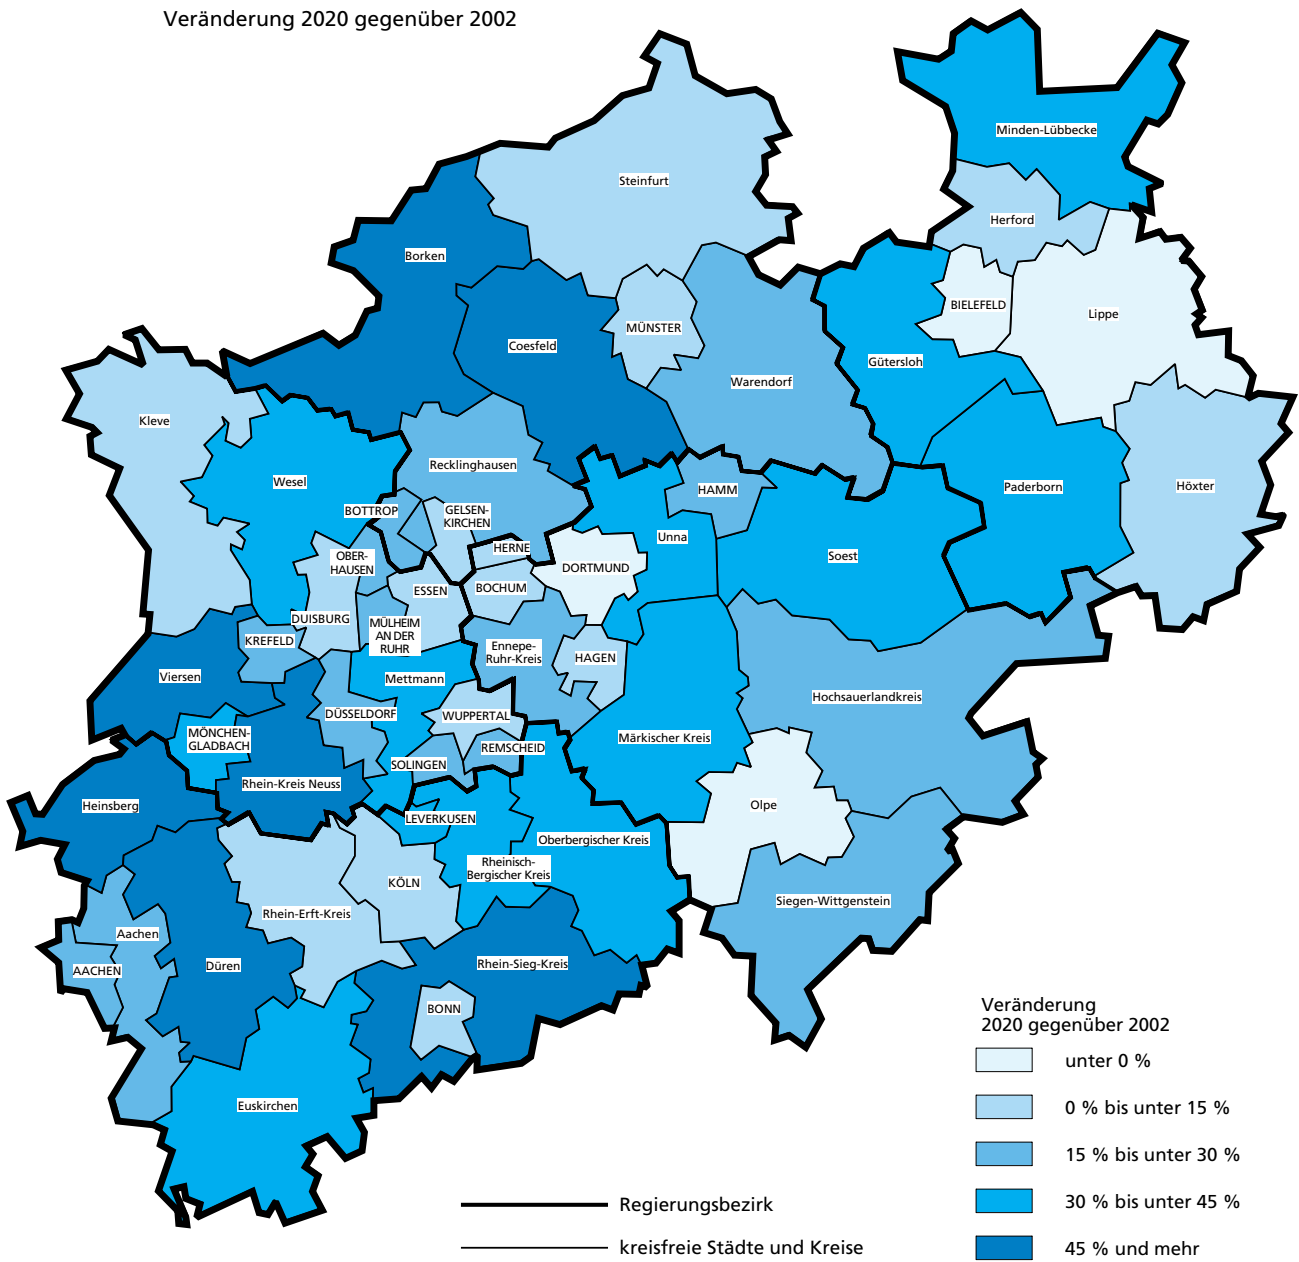 Veränderung 2020 gegenüber 2002
Minden-Lübbecke
Steinfurt
Herford
Borken
BIELEFELD
Lippe
MÜNSTER
Coesfeld
Gütersloh
Warendorf
Kleve
Recklinghausen
Wesel
HAMM
Paderborn
Höxter
BOTTROP
GELSEN-
KIRCHEN
Unna
HERNE
Soest
OBER-
HAUSEN
DORTMUND
ESSEN
BOCHUM
DUISBURG
MÜLHEIM
AN DER
RUHR
KREFELD
Ennepe-
Ruhr-Kreis
HAGEN
Viersen
Mettmann
Hochsauerlandkreis
DÜSSELDORF
WUPPERTAL
MÖNCHEN-
GLADBACH
Märkischer Kreis
REMSCHEID
SOLINGEN
Rhein-Kreis Neuss
Heinsberg
Olpe
LEVERKUSEN
Oberbergischer Kreis
Rheinisch-
Bergischer Kreis
KÖLN
Siegen-Wittgenstein
Rhein-Erft-Kreis
Aachen
Düren
Rhein-Sieg-Kreis
AACHEN
BONN
Euskirchen
Veränderung
2020 gegenüber 2002
unter 0 %
0 % bis unter 15 %
15 % bis unter 30 %
30 % bis unter 45 %
45 % und mehr
Regierungsbezirk
kreisfreie Städte und Kreise